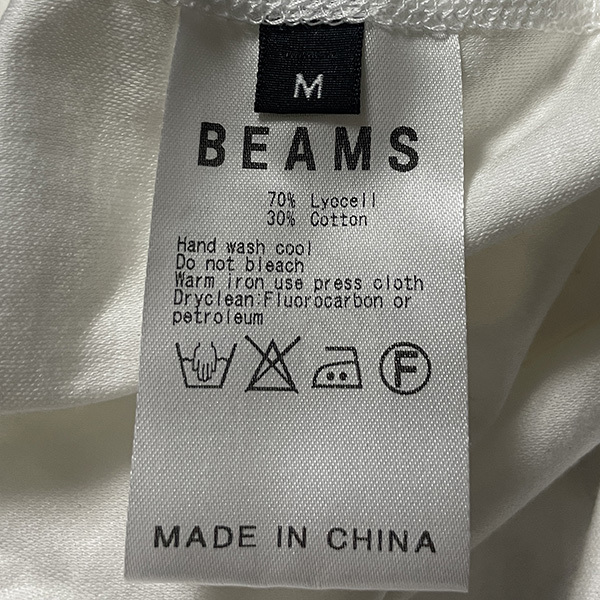 M
BEAMS
70% Lyocell
30% Cotton
Hand wash cool
Do not bleach
Warm iron use press cloth
Dryclean:Fluorocarbon or
petroleum
F
MADE IN CHINA